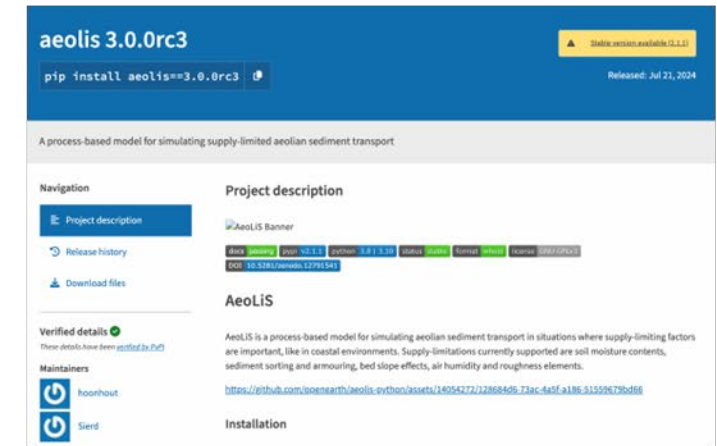 aeolis 3.0.0rc3
Stable version available (2.1.1)
pip install aeolis==3.0.0rc3
Released: Jul 21, 2024
A process-based model for simulating supply-limited aeolian sediment transport
Navigation
Project description
Release history
Download files
Verified details
These details have been verified by PyPI
Maintainers
hoonhout
Sierd
Project description
AeoLiS Banner
docs passing pypi v2.1.1 python 3.8 | 3.10 status stable format wheel license GNU GPLv3
DOI 10.5281/zenodo.12791541
AeoLiS
AeoLiS is a process-based model for simulating aeolian sediment transport in situations where supply-limiting factors
are important, like in coastal environments. Supply-limitations currently supported are soil moisture contents,
sediment sorting and armouring, bed slope effects, air humidity and roughness elements.
https://github.com/openearth/aeolis-python/assets/14054272/128684d6-73ac-4a5f-a186-51559679bd66
Installation